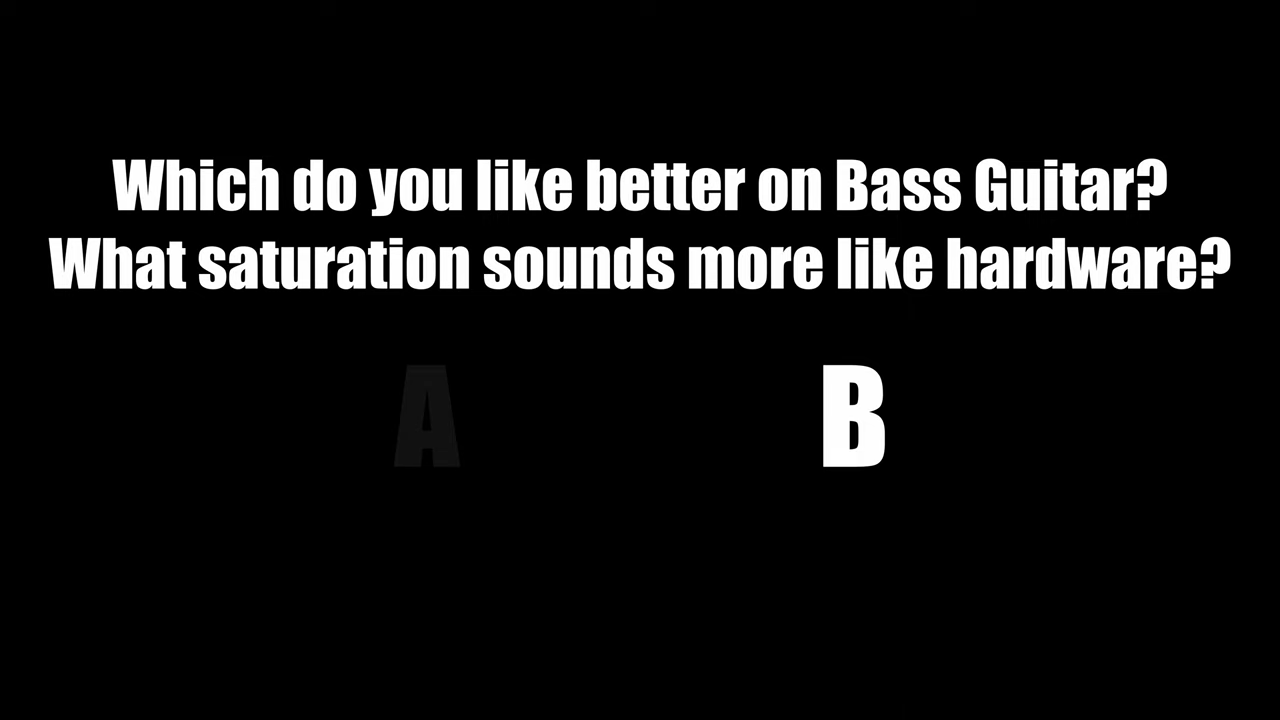 Which do you like better on Bass Guitar?
What saturation sounds more like hardware?
A B